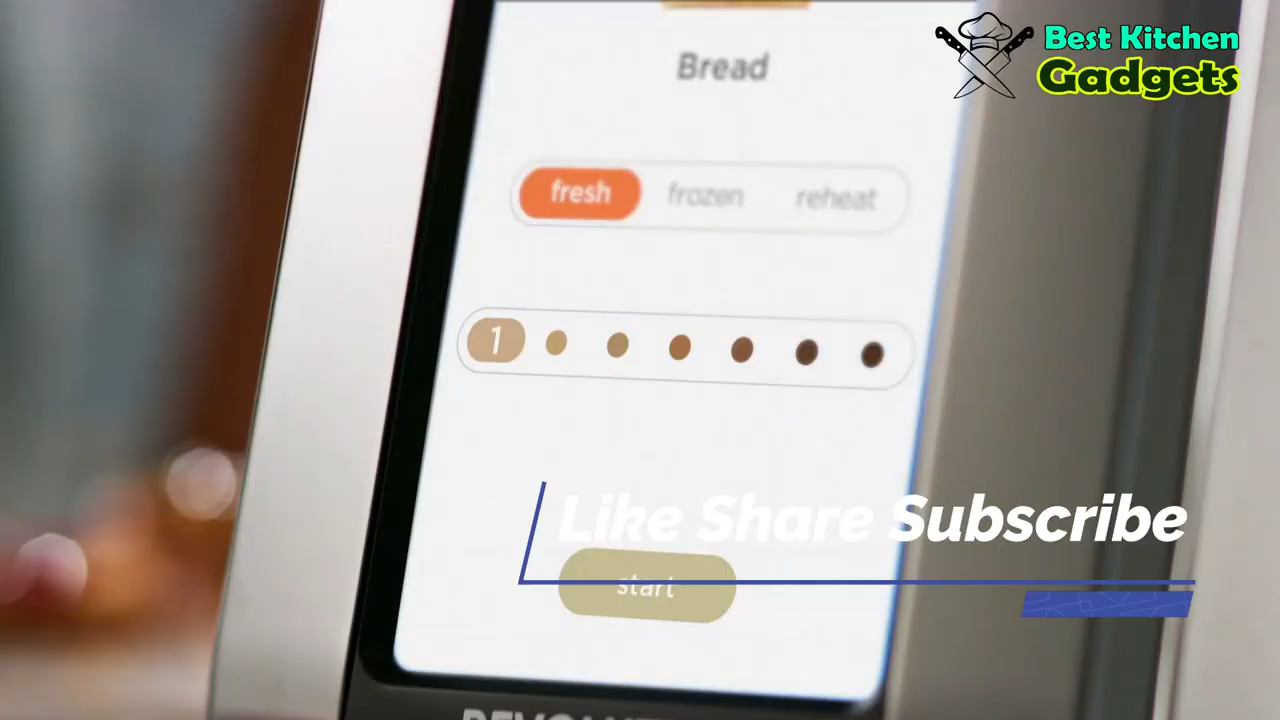 Best Kitchen
Gadgets
Bread
fresh frozen reheat
1
Like Share Subscribe
start